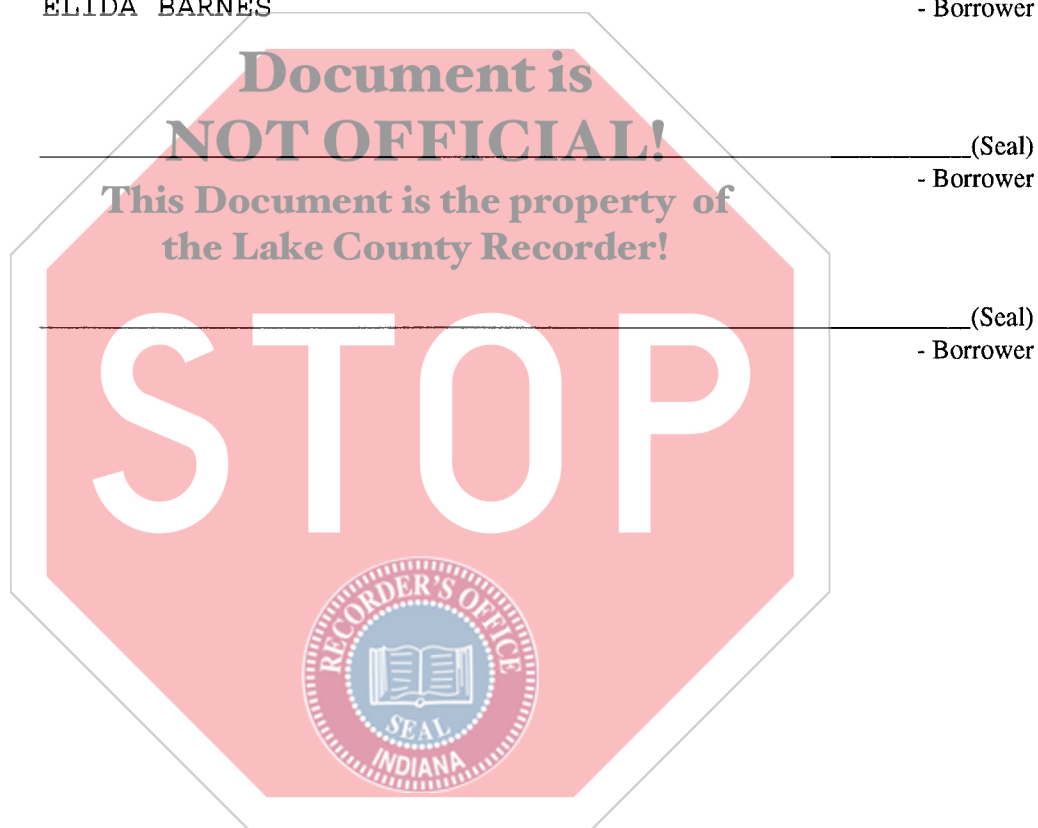 ELIDA BARNES - Borrower
Document is
NOT OFFICIAL!
(Seal)
- Borrower
This Document is the property of
the Lake County Recorder!
(Seal)
- Borrower
STOP
RECORDER'S OFFICE
SEAL
INDIANA